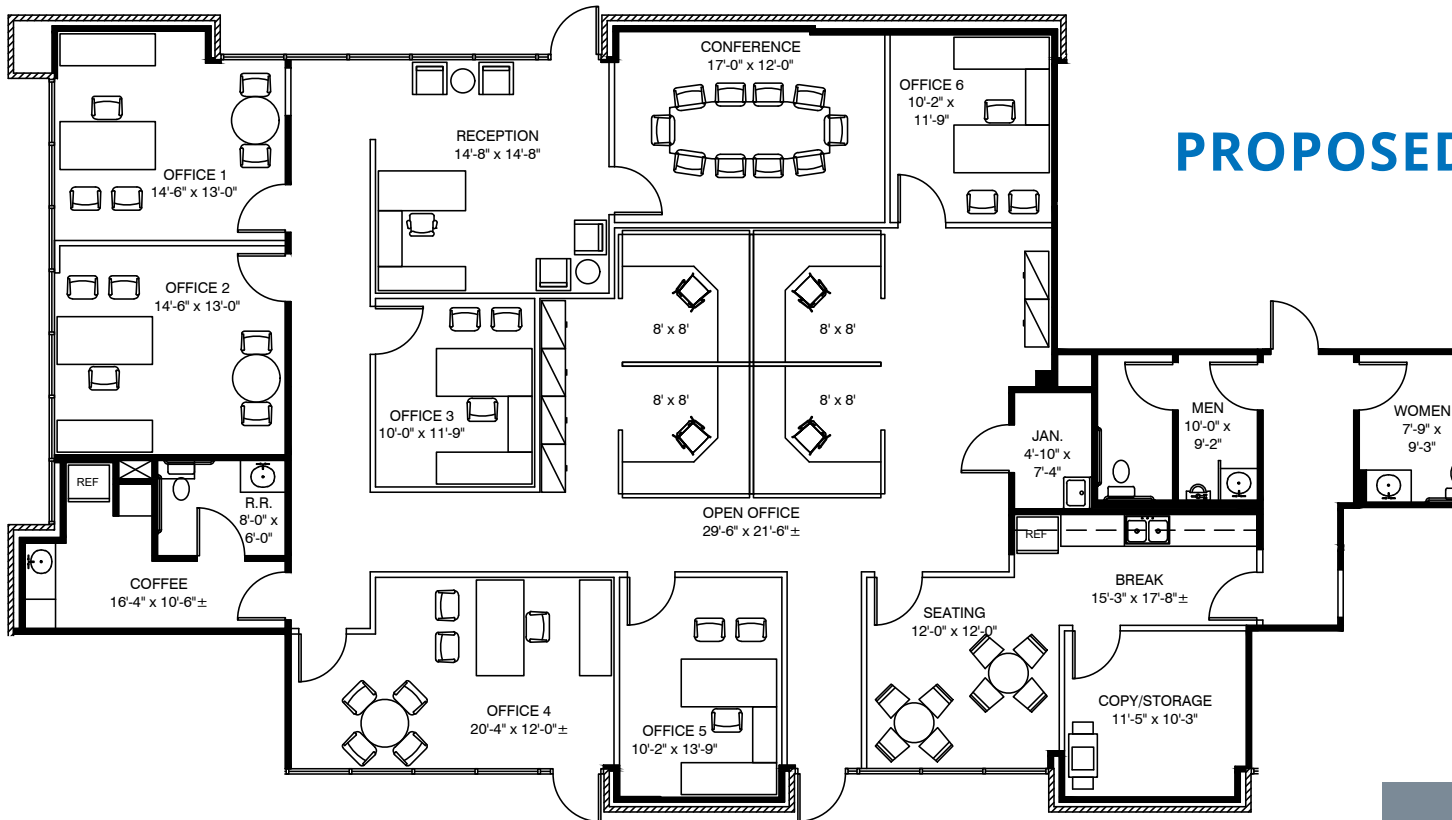 CONFERENCE
17'-0" x 12'-0"
OFFICE 6
10'-2" x
11'-9"
PROPOSED
RECEPTION
14'-8" x 14'-8"
OFFICE 1
14'-6" x 13'-0"
OFFICE 2
14'-6" x 13'-0"
8' x 8'
8' x 8'
8' x 8'
8' x 8'
OFFICE 3
10'-0" x 11'-9"
MEN
10'-0" x
9'-2"
WOMEN
7'-9" x
9'-3"
JAN.
4'-10" x
7'-4"
REF
R.R.
8'-0" x
6'-0"
OPEN OFFICE
29'-6" x 21'-6"±
REF
COFFEE
16'-4" x 10'-6"±
BREAK
15'-3" x 17'-8"±
SEATING
12'-0" x 12'-0"
OFFICE 4
20'-4" x 12'-0"±
OFFICE 5
10'-2" x 13'-9"
COPY/STORAGE
11'-5" x 10'-3"